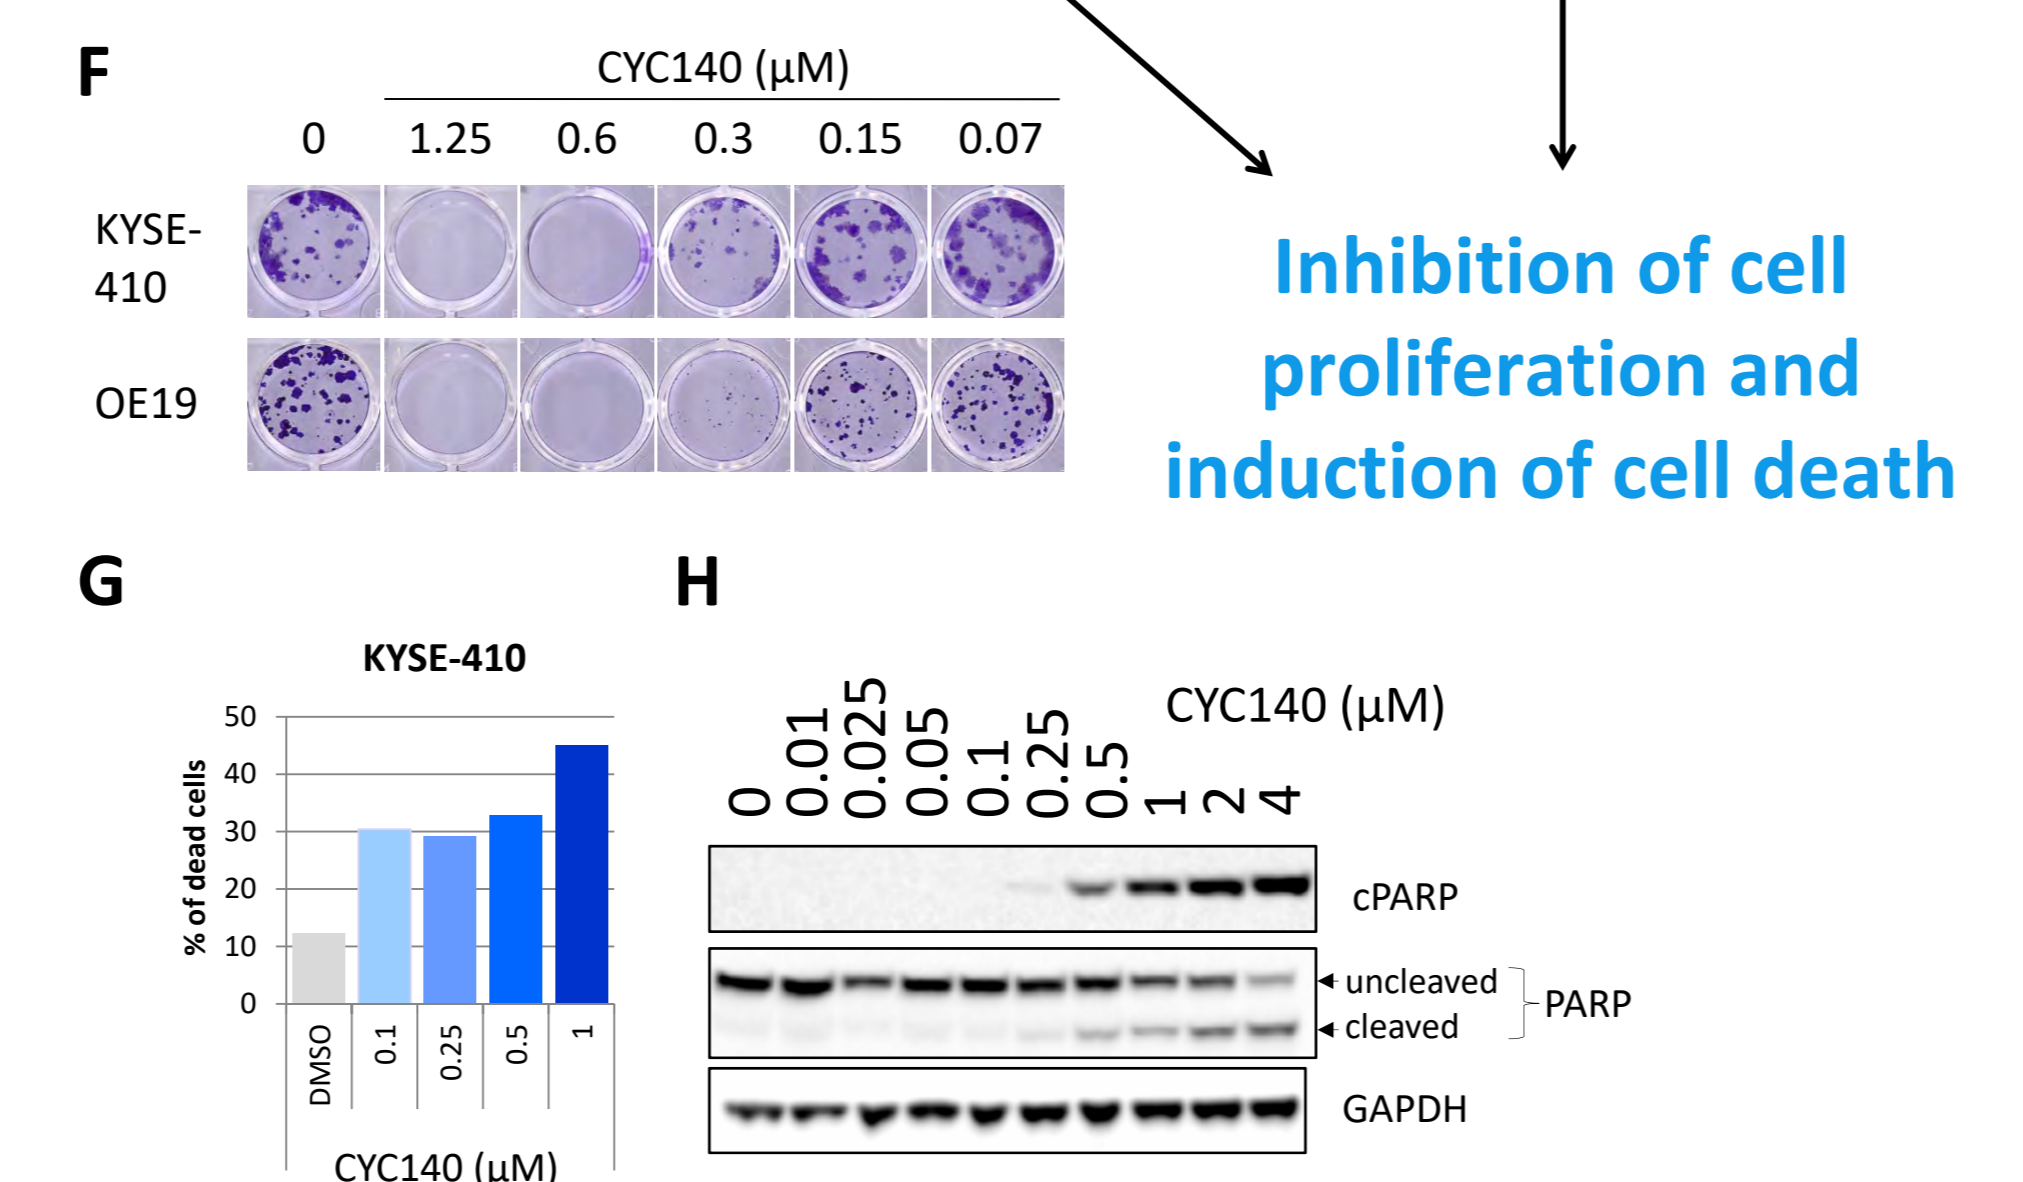 F
CYC140 (µM)
0 1.25 0.6 0.3 0.15 0.07
KYSE-
410
OE19
Inhibition of cell
proliferation and
induction of cell death
G
KYSE-410
% of dead cells
50
40
30
20
10
0
DMSO 0.1 0.25 0.5 1
CYC140 (µM)
H
CYC140 (µM)
0 0.01 0.025 0.05 0.1 0.25 0.5 1 2 4
cPARP
uncleaved
cleaved
PARP
GAPDH